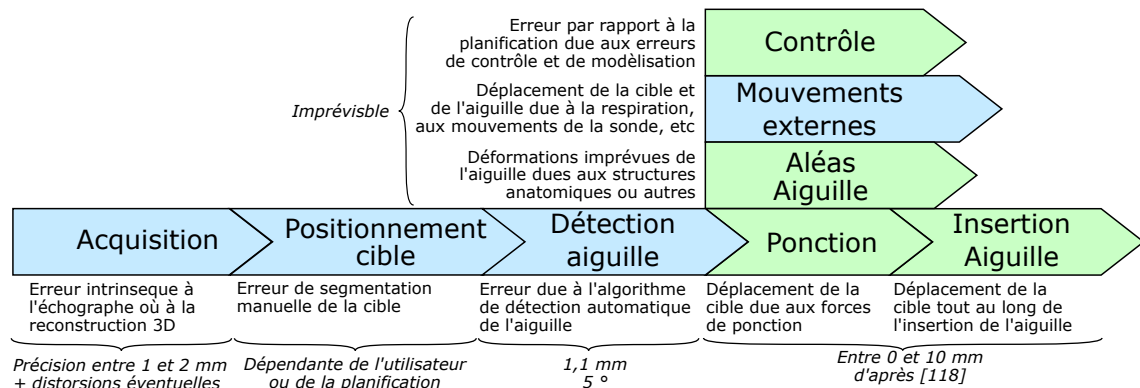 Erreur par rapport à la
planification due aux erreurs
de contrôle et de modèlisation
Contrôle
Imprévisble
Déplacement de la cible et
de l'aiguille due à la respiration,
aux mouvements de la sonde, etc
Mouvements
externes
Déformations imprévues de
l'aiguille dues aux structures
anatomiques ou autres
Aléas
Aiguille
Acquisition
Positionnement
cible
Détection
aiguille
Ponction
Insertion
Aiguille
Erreur intrinseque à
l'échographe où à la
reconstruction 3D
Erreur de segmentation
manuelle de la cible
Erreur due à l'algorithme
de détection automatique
de l'aiguille
Déplacement de la
cible due aux forces
de ponction
Déplacement de la
cible tout au long de
l'insertion de l'aiguille
Précision entre 1 et 2 mm
+ distorsions éventuelles
Dépendante de l'utilisateur
ou de la planification
1,1 mm
5 °
Entre 0 et 10 mm
d'après [118]